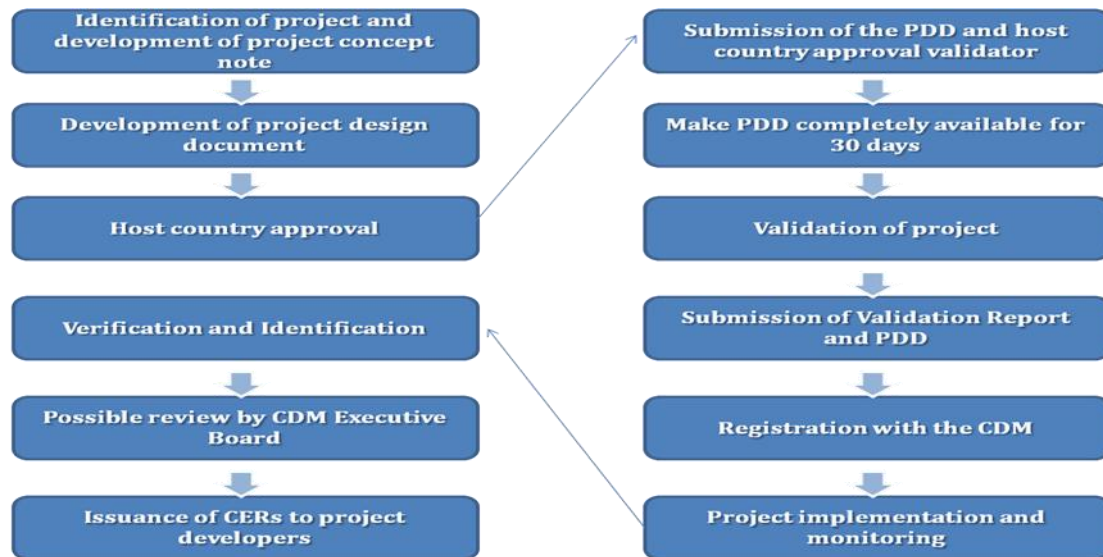 Identification of project and
development of project concept
note
Development of project design
document
Host country approval
Submission of the PDD and host
country approval validator
Make PDD completely available for
30 days
Validation of project
Submission of Validation Report
and PDD
Registration with the CDM
Project implementation and
monitoring
Verification and Identification
Possible review by CDM Executive
Board
Issuance of CERs to project
developers